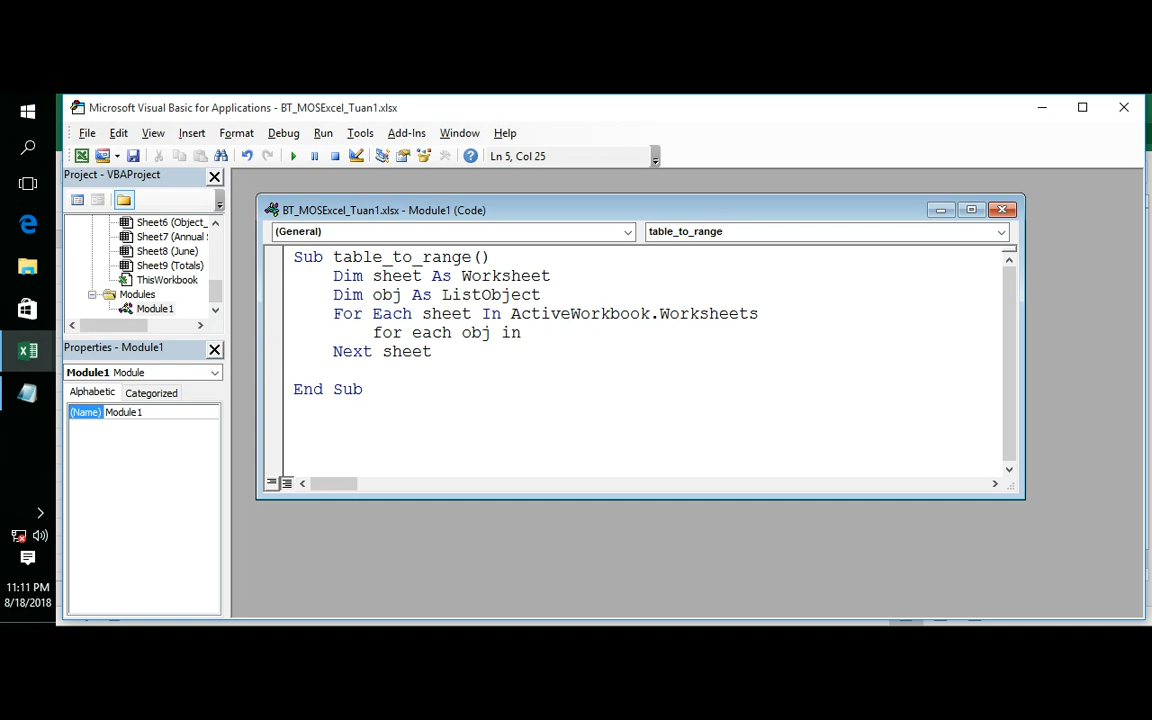 Microsoft Visual Basic for Applications - BT_MOSExcel_Tuan1.xlsx
File Edit View Insert Format Debug Run Tools Add-Ins Window Help
Ln 5, Col 25
Project - VBAProject
Sheet6 (Object_
Sheet7 (Annual
Sheet8 (June)
Sheet9 (Totals)
ThisWorkbook
Modules
Module1
Properties - Module1
Module1 Module
Alphabetic Categorized
(Name) Module1
BT_MOSExcel_Tuan1.xlsx - Module1 (Code)
(General) table_to_range
Sub table_to_range()
Dim sheet As Worksheet
Dim obj As ListObject
For Each sheet In ActiveWorkbook.Worksheets
for each obj in
Next sheet
End Sub
11:11 PM
8/18/2018